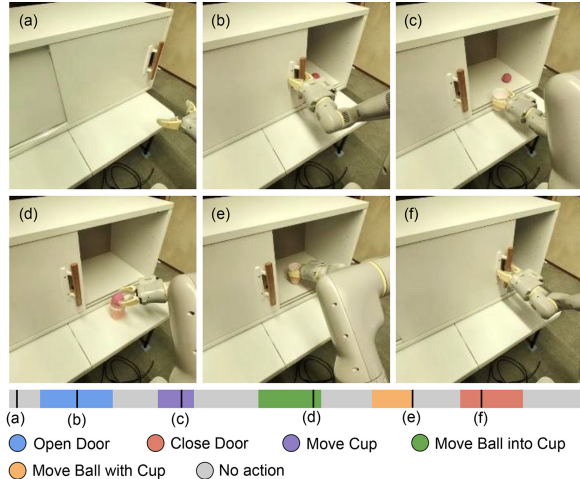 (a)
(b)
(c)
(d)
(e)
(f)
(a)
(b)
(c)
(d)
(e)
(f)
Open Door
Close Door
Move Cup
Move Ball into Cup
Move Ball with Cup
No action